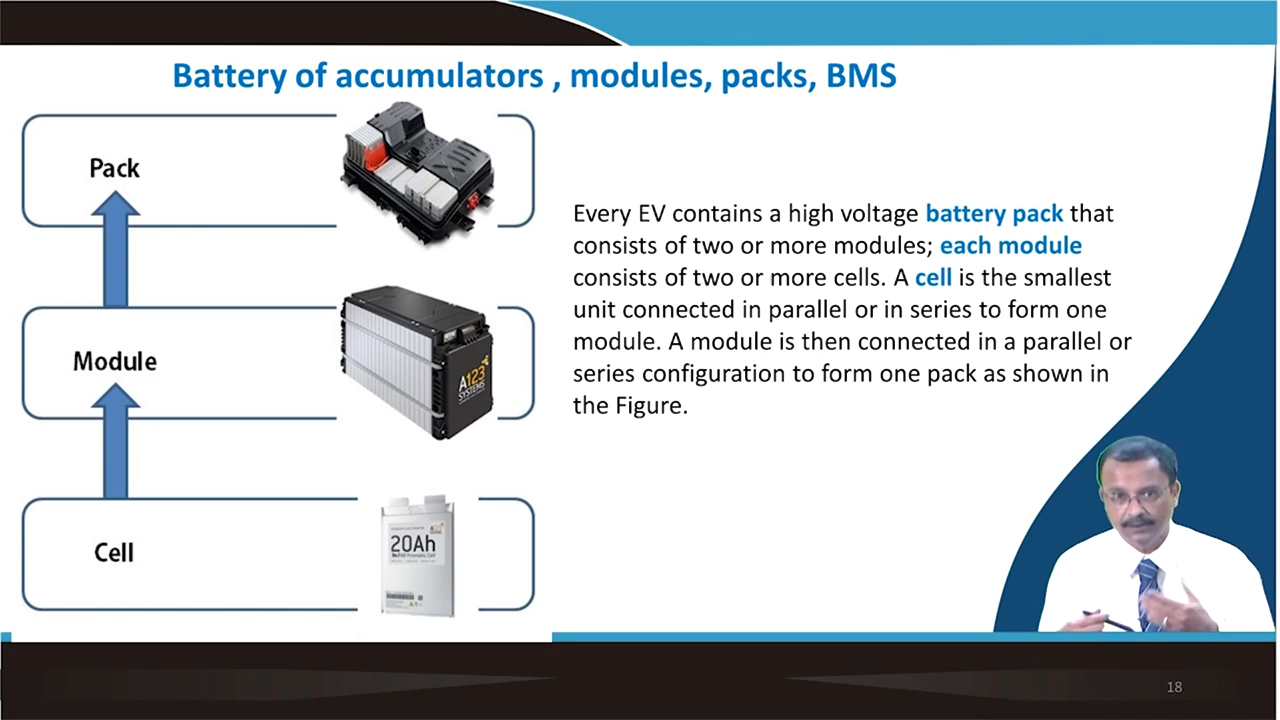 Battery of accumulators , modules, packs, BMS
Pack
Module
Cell
A123
SYSTEMS
A123
20Ah
Prismatic Cell
Every EV contains a high voltage battery pack that
consists of two or more modules; each module
consists of two or more cells. A cell is the smallest
unit connected in parallel or in series to form one
module. A module is then connected in a parallel or
series configuration to form one pack as shown in
the Figure.
18